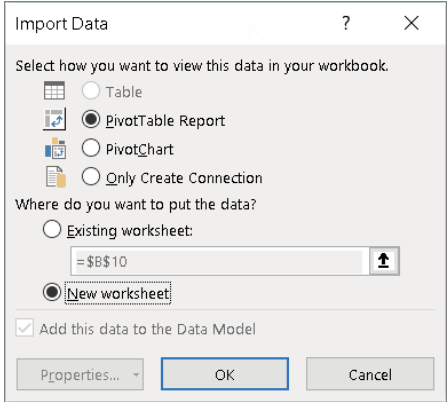 Import Data ? ×
Select how you want to view this data in your workbook.
Table
PivotTable Report
PivotChart
Only Create Connection
Where do you want to put the data?
Existing worksheet:
=$B$10
New worksheet
Add this data to the Data Model
Properties...
OK
Cancel